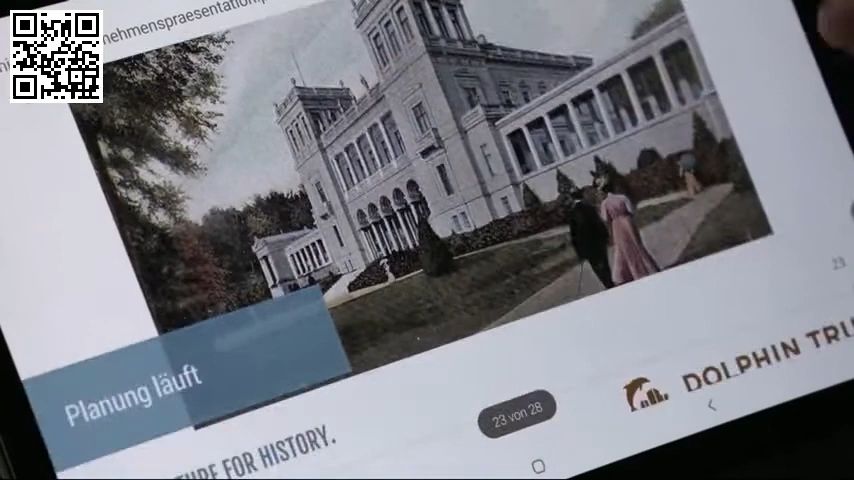 nehmenspraesentation
23
Planung läuft
DOLPHIN TRU
23 von 28
TURE FOR HISTORY.